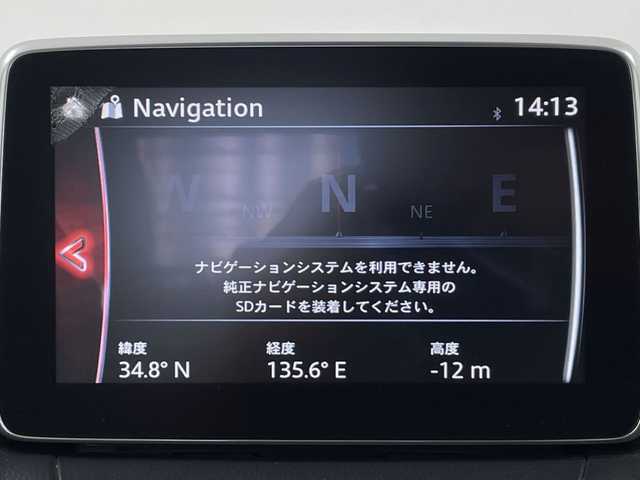 Navigation
14:13
W NW N NE E
ナビゲーションシステムを利用できません。
純正ナビゲーションシステム専用の
SDカードを装着してください。
緯度 経度 高度
34.8° N 135.6° E -12 m